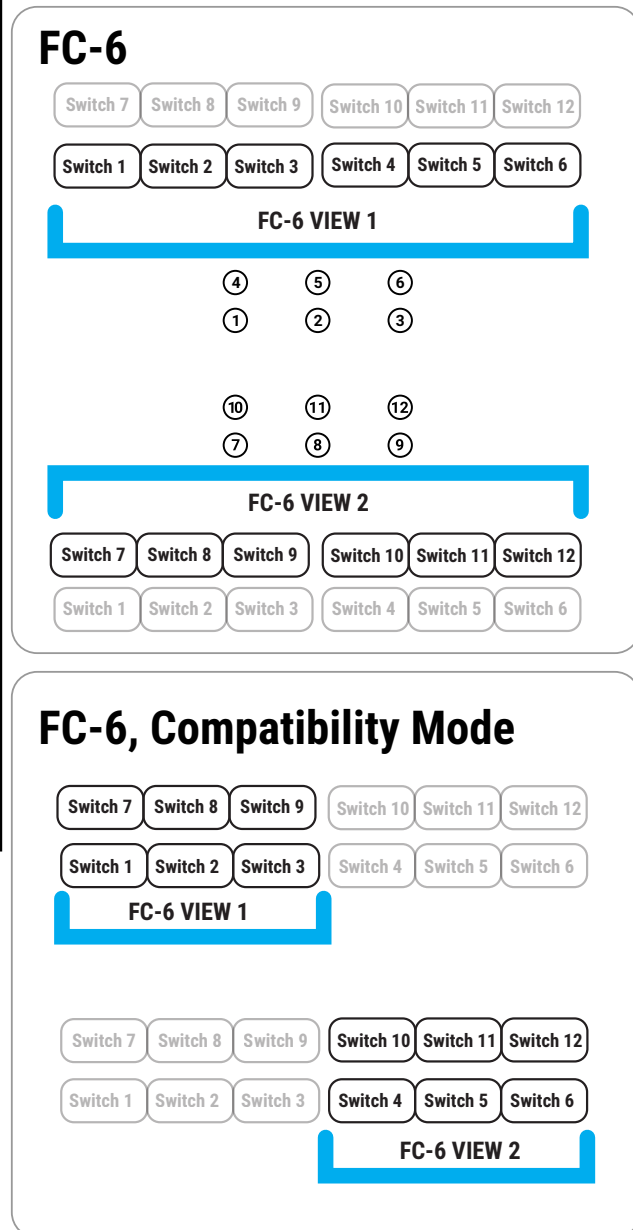 FC-6
Switch 7 Switch 8 Switch 9 Switch 10 Switch 11 Switch 12
Switch 1 Switch 2 Switch 3 Switch 4 Switch 5 Switch 6
FC-6 VIEW 1
4 5 6
1 2 3
10 11 12
7 8 9
FC-6 VIEW 2
Switch 7 Switch 8 Switch 9 Switch 10 Switch 11 Switch 12
Switch 1 Switch 2 Switch 3 Switch 4 Switch 5 Switch 6
FC-6, Compatibility Mode
Switch 7 Switch 8 Switch 9 Switch 10 Switch 11 Switch 12
Switch 1 Switch 2 Switch 3 Switch 4 Switch 5 Switch 6
FC-6 VIEW 1
Switch 7 Switch 8 Switch 9 Switch 10 Switch 11 Switch 12
Switch 1 Switch 2 Switch 3 Switch 4 Switch 5 Switch 6
FC-6 VIEW 2